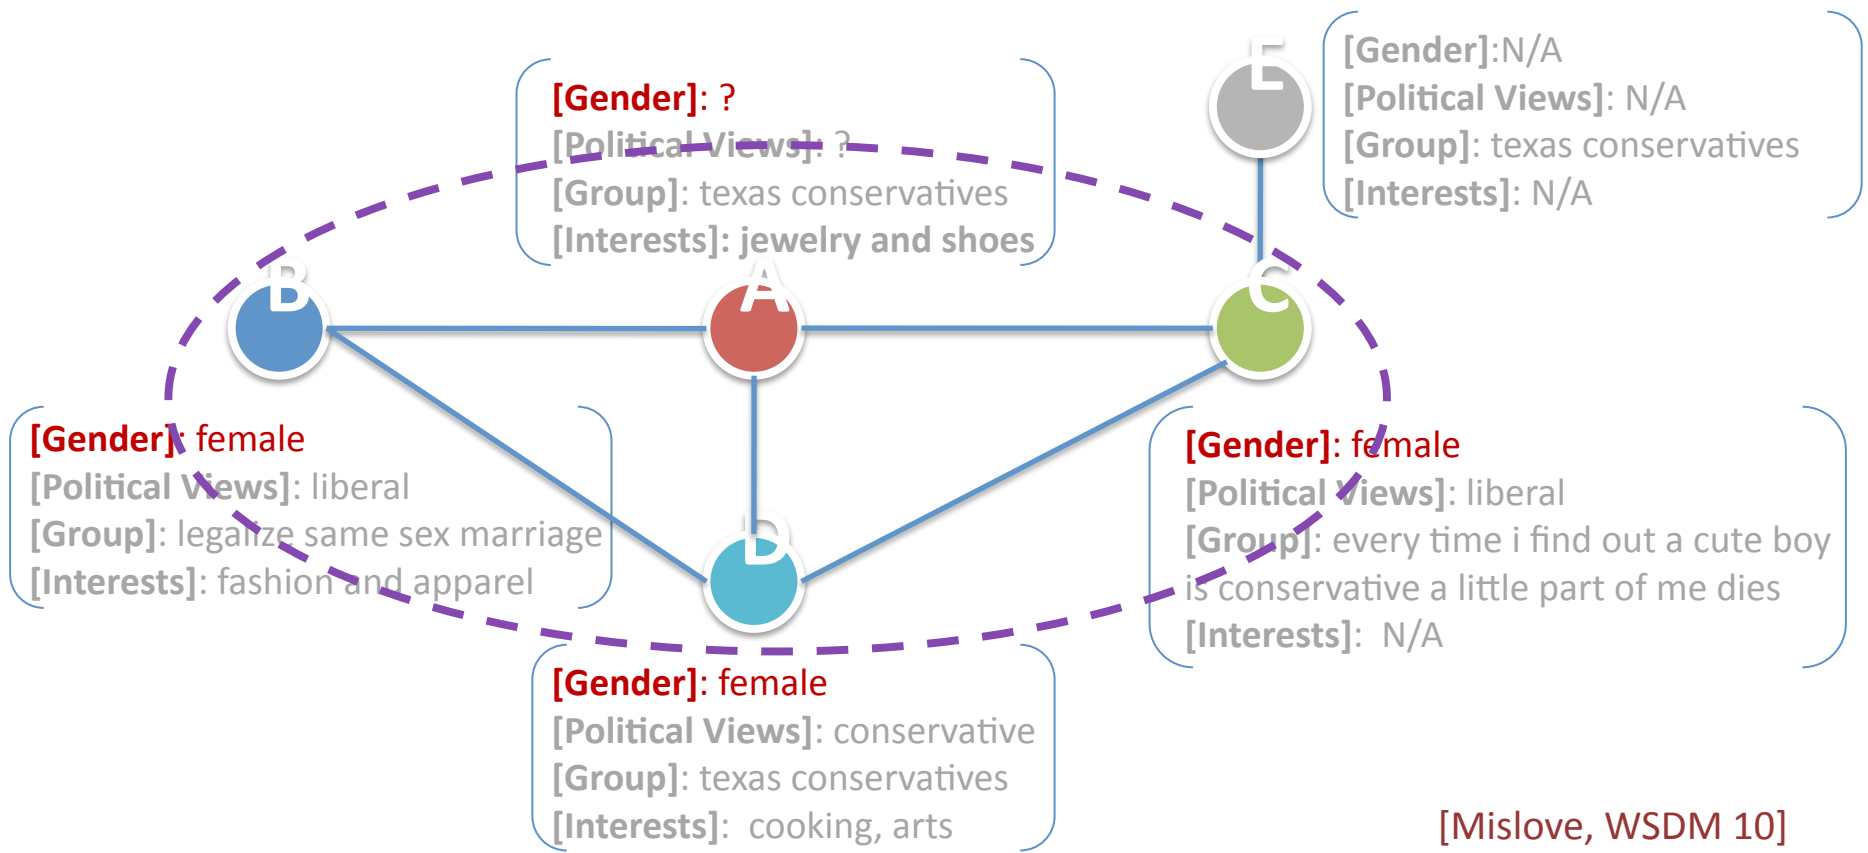 E
[Gender]:N/A
[Political Views]: N/A
[Group]: texas conservatives
[Interests]: N/A
[Gender]: ?
[Political Views]: ?
[Group]: texas conservatives
[Interests]: jewelry and shoes
B
A
C
[Gender]: female
[Political Views]: liberal
[Group]: legalize same sex marriage
[Interests]: fashion and apparel
[Gender]: female
[Political Views]: liberal
[Group]: every time i find out a cute boy
is conservative a little part of me dies
[Interests]: N/A
D
[Gender]: female
[Political Views]: conservative
[Group]: texas conservatives
[Interests]: cooking, arts
[Mislove, WSDM 10]